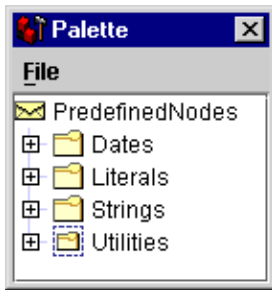 Palette
File
PredefinedNodes
Dates
Literals
Strings
Utilities